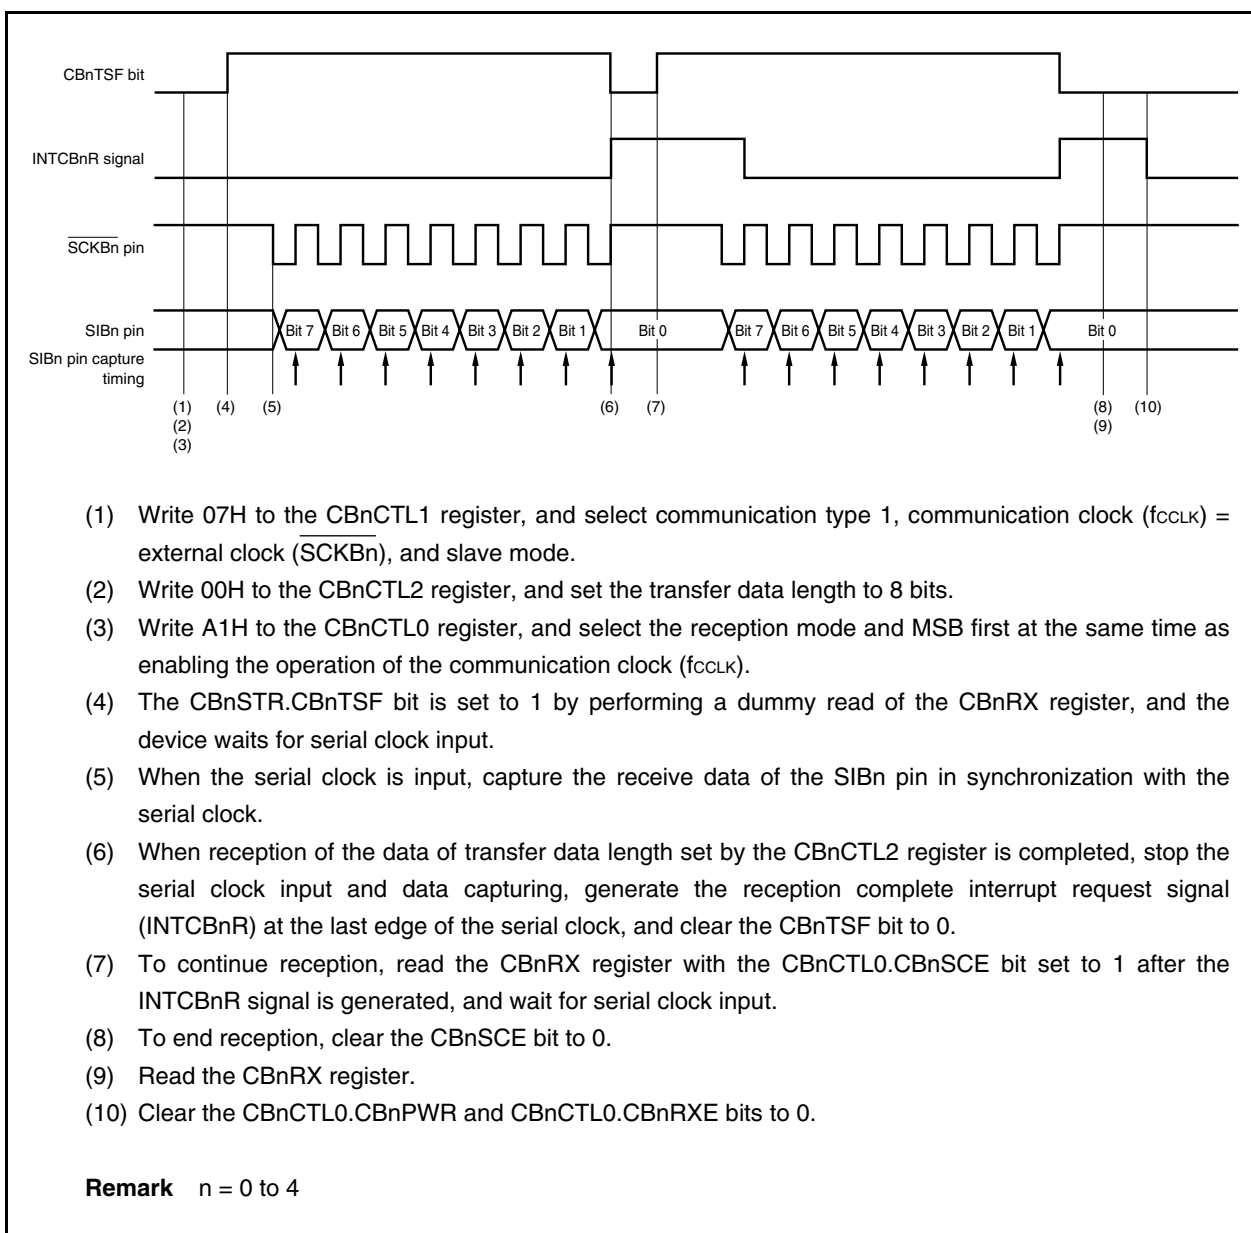 CBnTSF bit
INTCBnR signal
SCKBn pin
SIBn pin
Bit 7 Bit 6 Bit 5 Bit 4 Bit 3 Bit 2 Bit 1 Bit 0 Bit 7 Bit 6 Bit 5 Bit 4 Bit 3 Bit 2 Bit 1 Bit 0
SIBn pin capture
timing
(1) (4) (5) (6) (7) (8) (10)
(2) (9)
(3)
(1) Write 07H to the CBnCTL1 register, and select communication type 1, communication clock (fCCLK) =
external clock (SCKBn), and slave mode.
(2) Write 00H to the CBnCTL2 register, and set the transfer data length to 8 bits.
(3) Write A1H to the CBnCTL0 register, and select the reception mode and MSB first at the same time as
enabling the operation of the communication clock (fCCLK).
(4) The CBnSTR.CBnTSF bit is set to 1 by performing a dummy read of the CBnRX register, and the
device waits for serial clock input.
(5) When the serial clock is input, capture the receive data of the SIBn pin in synchronization with the
serial clock.
(6) When reception of the data of transfer data length set by the CBnCTL2 register is completed, stop the
serial clock input and data capturing, generate the reception complete interrupt request signal
(INTCBnR) at the last edge of the serial clock, and clear the CBnTSF bit to 0.
(7) To continue reception, read the CBnRX register with the CBnCTL0.CBnSCE bit set to 1 after the
INTCBnR signal is generated, and wait for serial clock input.
(8) To end reception, clear the CBnSCE bit to 0.
(9) Read the CBnRX register.
(10) Clear the CBnCTL0.CBnPWR and CBnCTL0.CBnRXE bits to 0.
Remark n = 0 to 4